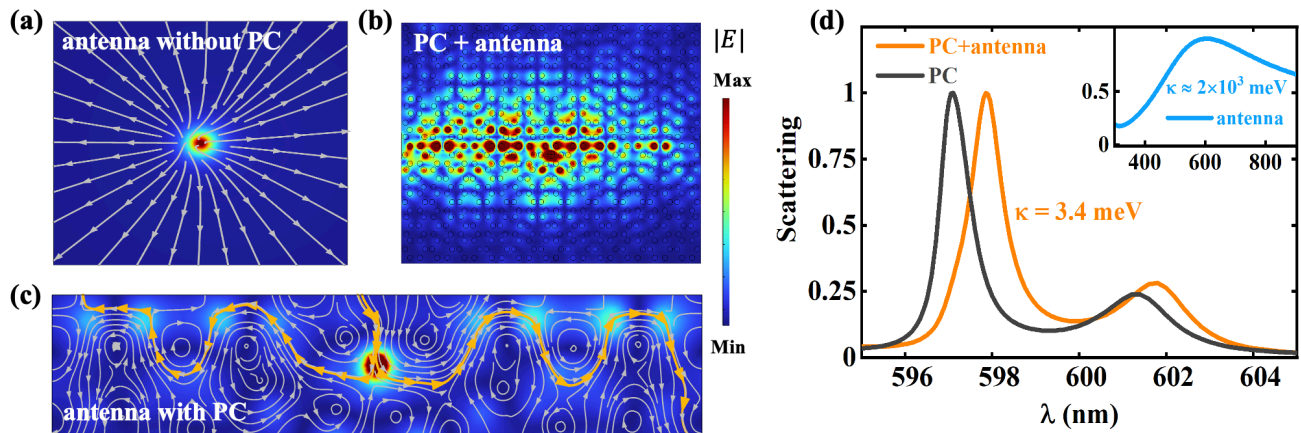 (a)
antenna without PC
(b)
PC + antenna
|E|
Max
Min
(c)
antenna with PC
(d)
PC+antenna
PC
κ = 3.4 meV
Scattering
1
0.75
0.5
0.25
0
596
598
600
602
604
λ (nm)
κ ≈ 2×10³ meV
antenna
0.5
0
400
600
800